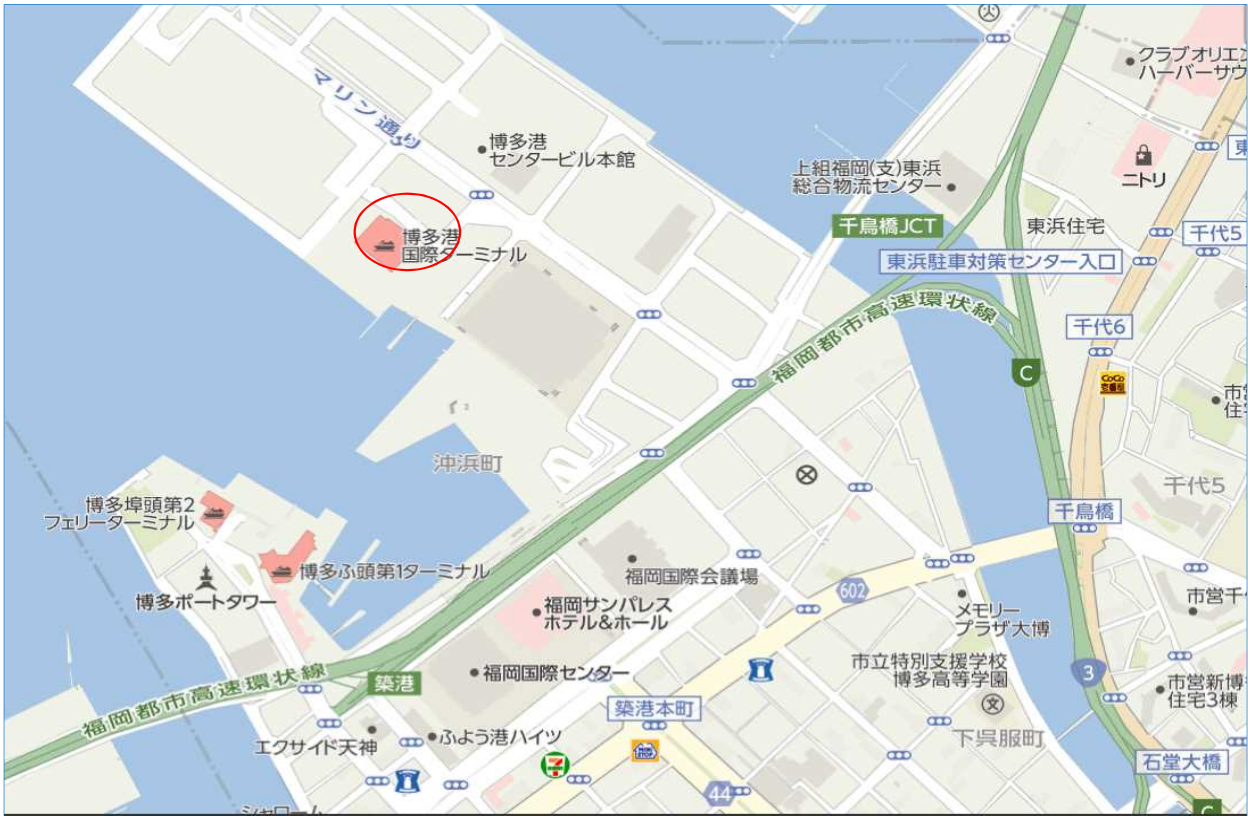 クラブオリエン
ハーバーサウ
マリン通り
博多港
センタービル本館
上組福岡(支)東浜
総合物流センター
ニトリ
東
千鳥橋JCT
東浜住宅
千代5
博多港
国際ターミナル
東浜駐車対策センター入口
福岡都市高速環状線
千代6
C
CoCo
壱番屋
市営
住宅
沖浜町
千代5
博多埠頭第2
フェリーターミナル
千鳥橋
博多ふ頭第1ターミナル
福岡国際会議場
博多ポートタワー
602
市営千
福岡サンパレス
ホテル&ホール
メモリー
プラザ大博
福岡国際センター
市立特別支援学校
博多高等学園
文
3
福岡都市高速環状線
築港
市営新博
住宅3棟
築港本町
エクサイド天神
ふよう港ハイツ
下呉服町
石堂大橋
7
44
シャローム
C